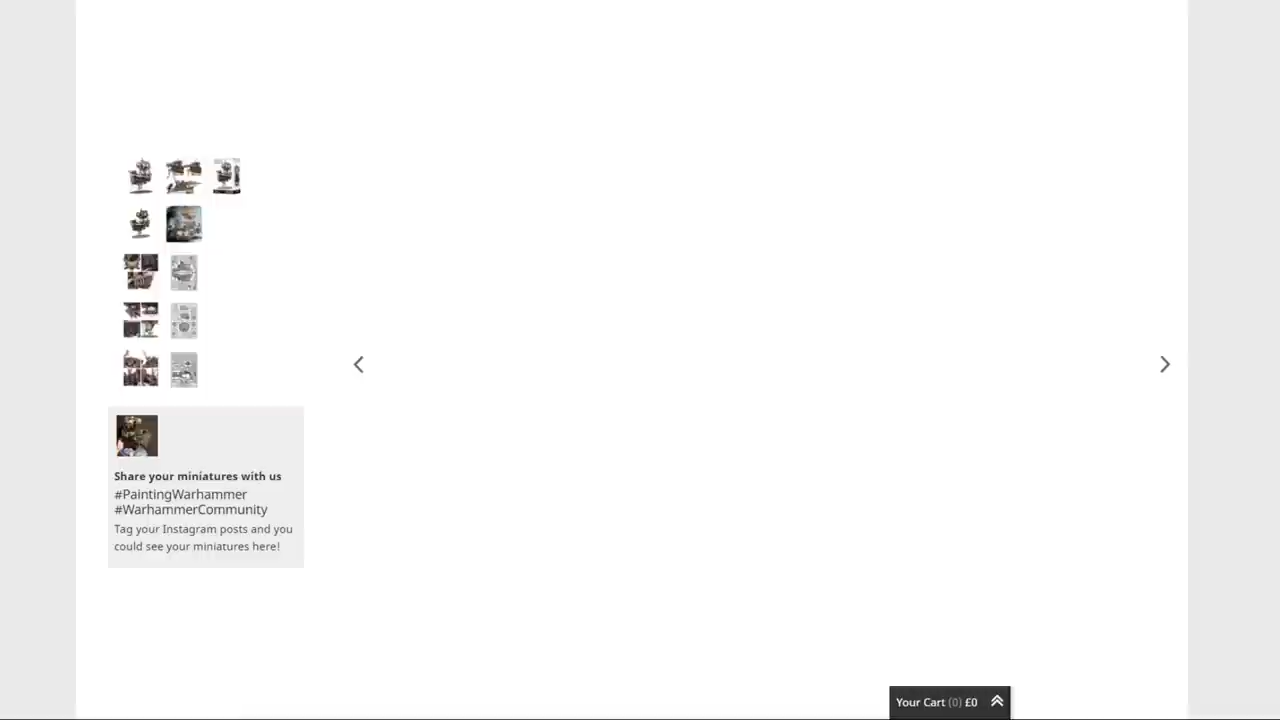 Share your miniatures with us
#PaintingWarhammer
#WarhammerCommunity
Tag your Instagram posts and you
could see your miniatures here!
Your Cart (0) £0